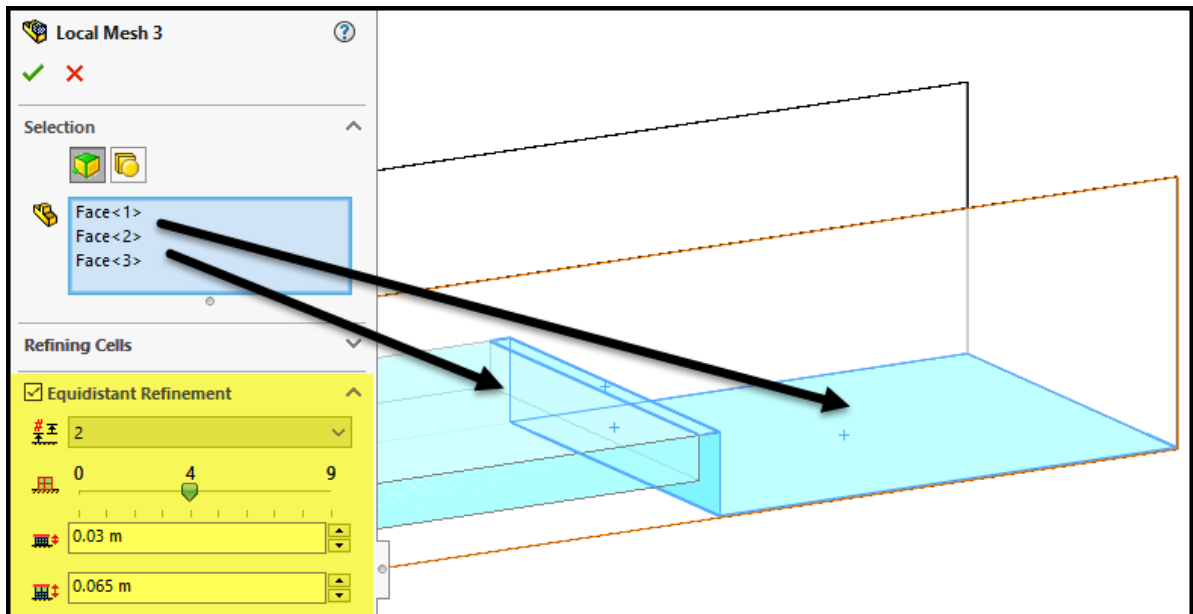 Local Mesh 3
Selection
Face<1>
Face<2>
Face<3>
Refining Cells
Equidistant Refinement
2
0 4 9
0.03 m
0.065 m